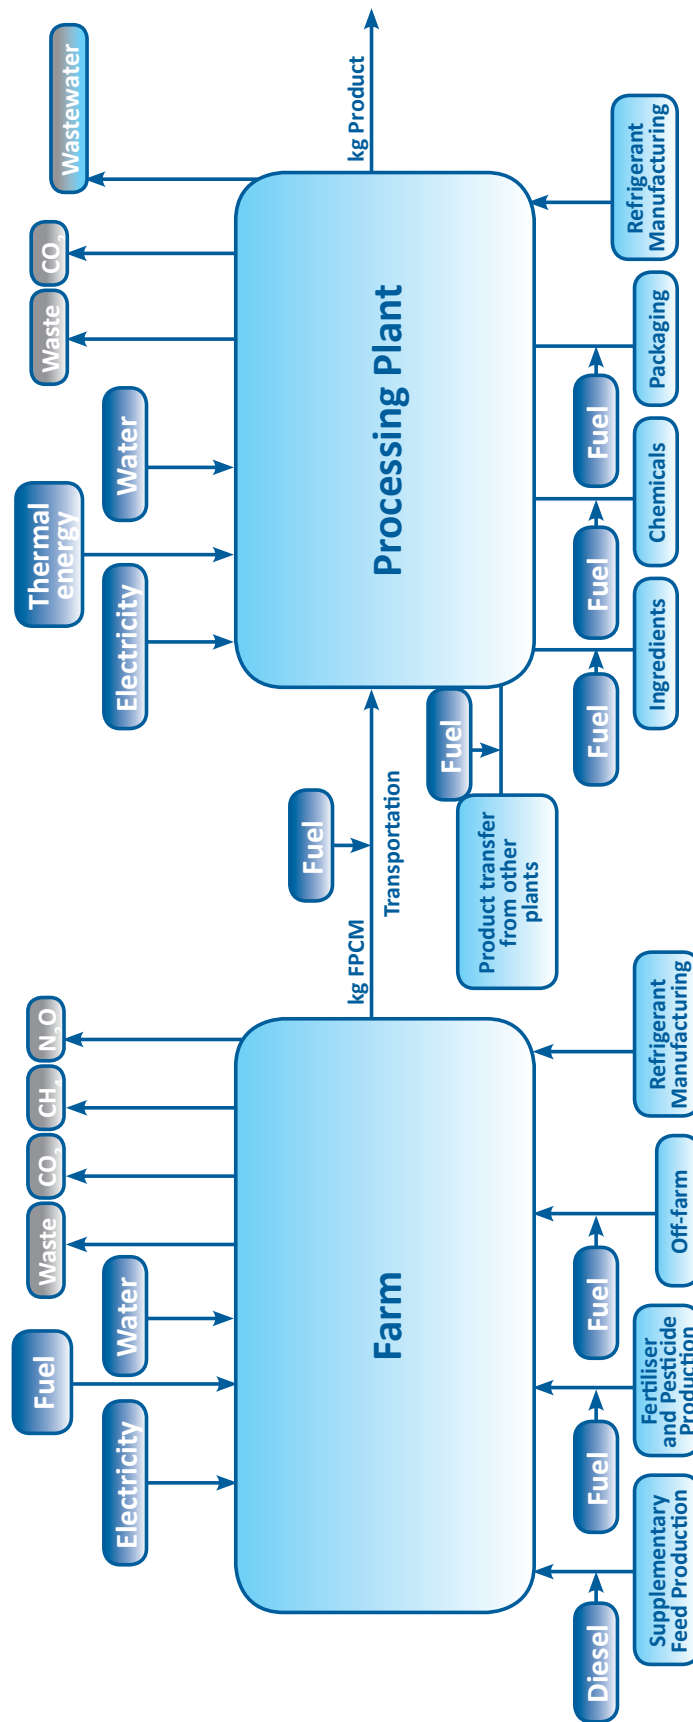 Fuel
Thermal
energy
Electricity
Water
Electricity
Water
Waste
CO2
CH4
N2O
Waste
CO2
Wastewater
Farm
kg FPCM
Fuel
Transportation
Processing Plant
kg Product
Product transfer
from other
plants
Fuel
Diesel
Fuel
Fuel
Fuel
Fuel
Fuel
Supplementary
Feed Production
Fertiliser
and Pesticide
Production
Off-farm
Refrigerant
Manufacturing
Ingredients
Chemicals
Packaging
Refrigerant
Manufacturing